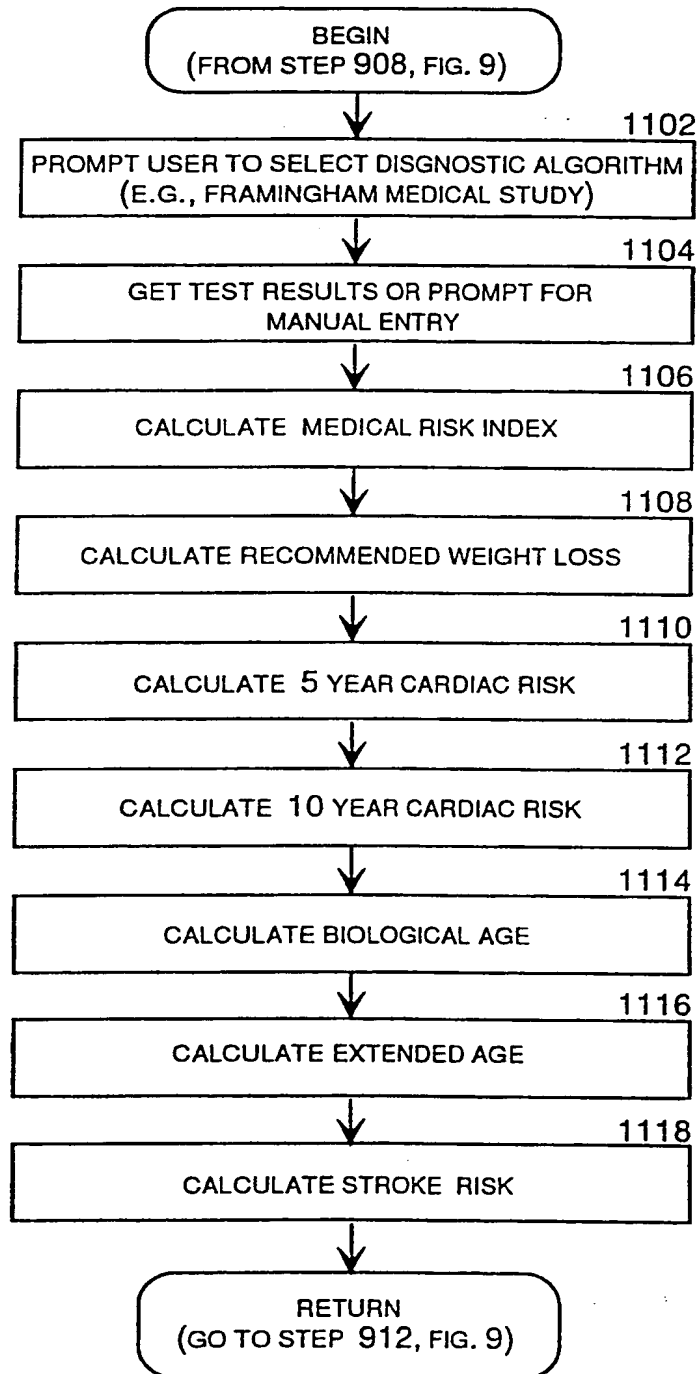 BEGIN
(FROM STEP 908, FIG. 9)
1102
PROMPT USER TO SELECT DISGNOSTIC ALGORITHM
(E.G., FRAMINGHAM MEDICAL STUDY)
1104
GET TEST RESULTS OR PROMPT FOR
MANUAL ENTRY
1106
CALCULATE MEDICAL RISK INDEX
1108
CALCULATE RECOMMENDED WEIGHT LOSS
1110
CALCULATE 5 YEAR CARDIAC RISK
1112
CALCULATE 10 YEAR CARDIAC RISK
1114
CALCULATE BIOLOGICAL AGE
1116
CALCULATE EXTENDED AGE
1118
CALCULATE STROKE RISK
RETURN
(GO TO STEP 912, FIG. 9)